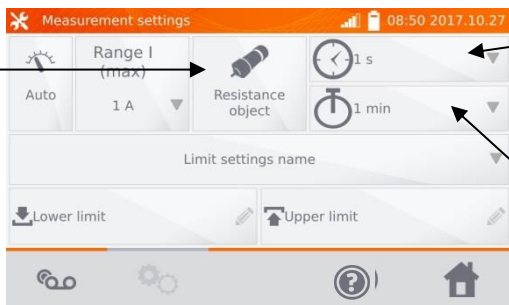 Measurement settings
08:50 2017.10.27
Auto
Range I
(max)
1 A
Resistance
object
1 s
1 min
Limit settings name
Lower limit
Upper limit
?